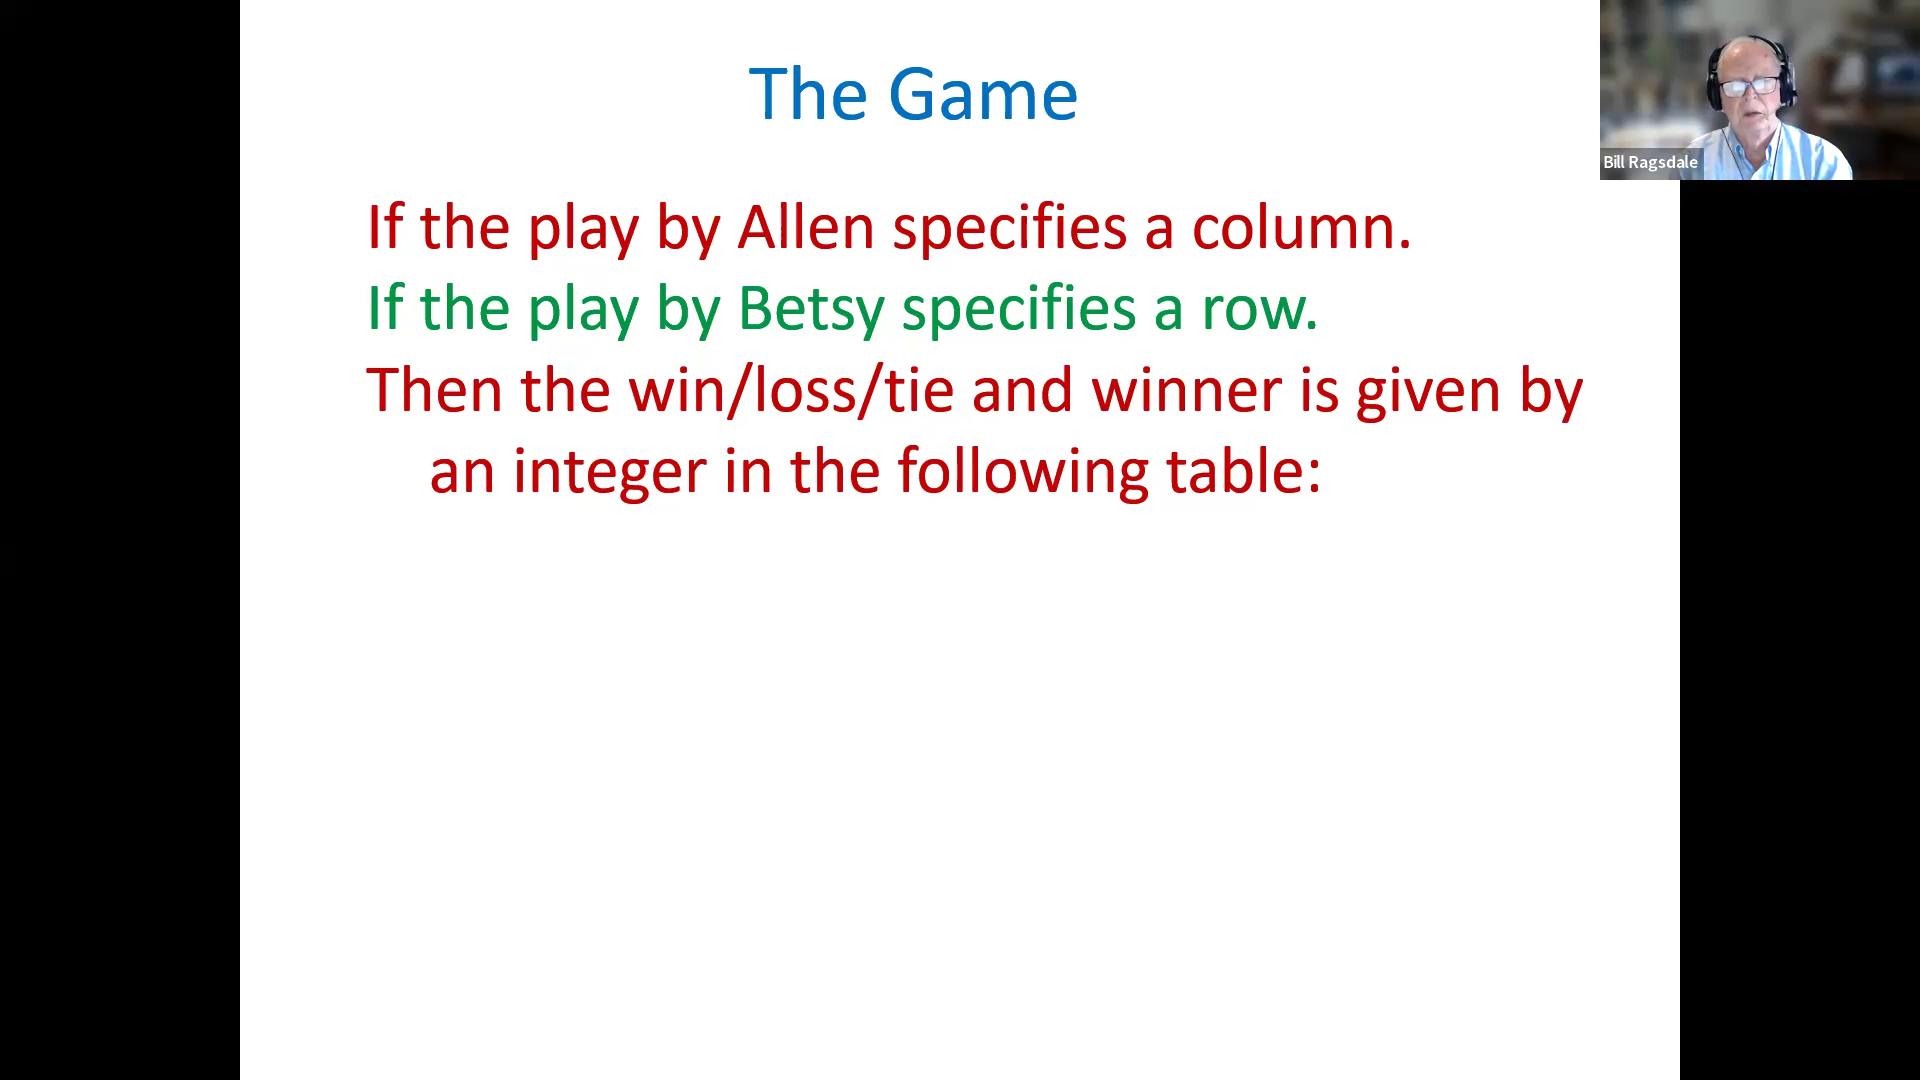 The Game
Bill Ragsdale
If the play by Allen specifies a column.
If the play by Betsy specifies a row.
Then the win/loss/tie and winner is given by
an integer in the following table: